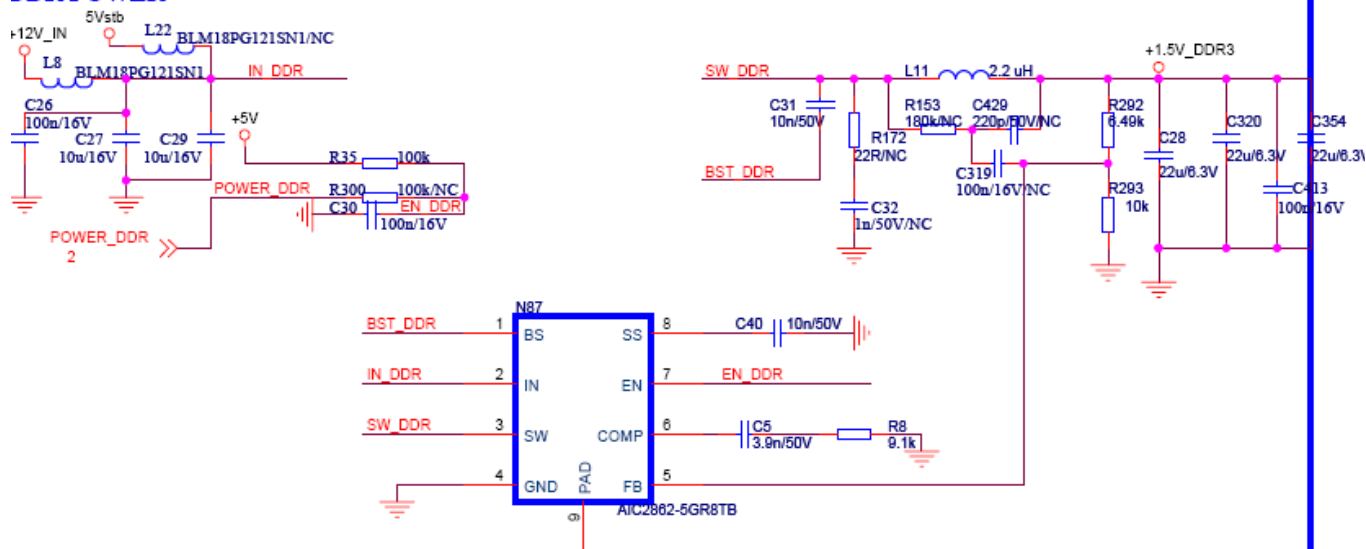 5Vstb
L22
BLM18PG121SN1/NC
+12V_IN
L8
BLM18PG121SN1
IN_DDR
C26
100n/16V
C27
10u/16V
C29
10u/16V
+5V
R35
100k
POWER_DDR
R300
100k/NC
C30
EN_DDR
100n/16V
POWER_DDR
2
SW_DDR
L11
2.2 uH
+1.5V_DDR3
C31
10n/50V
R153
180k/NC
C429
220p/50V/NC
R292
6.49k
R172
22R/NC
C28
22u/6.3V
C320
22u/6.3V
C354
22u/6.3V
BST_DDR
C319
100n/16V/NC
R293
10k
C413
100n/16V
C32
1n/50V/NC
N87
BST_DDR
1
BS
SS
8
C40
10n/50V
IN_DDR
2
IN
EN
7
EN_DDR
SW_DDR
3
SW
COMP
6
C5
3.9n/50V
R8
9.1k
4
GND
PAD
FB
5
9
AIC2862-5GR8TB